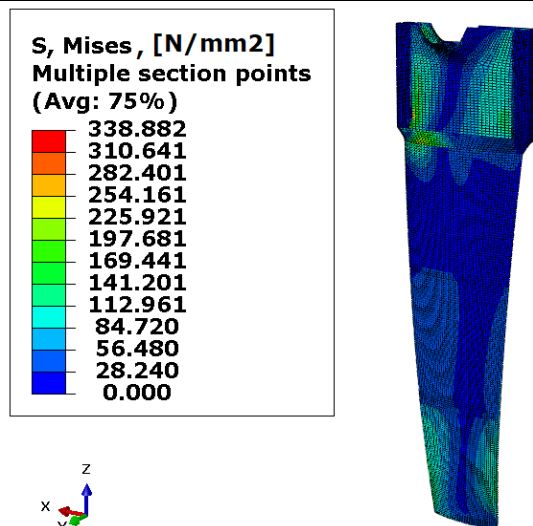 S, Mises, [N/mm2]
Multiple section points
(Avg: 75%)
338.882
310.641
282.401
254.161
225.921
197.681
169.441
141.201
112.961
84.720
56.480
28.240
0.000
Z
X
Y